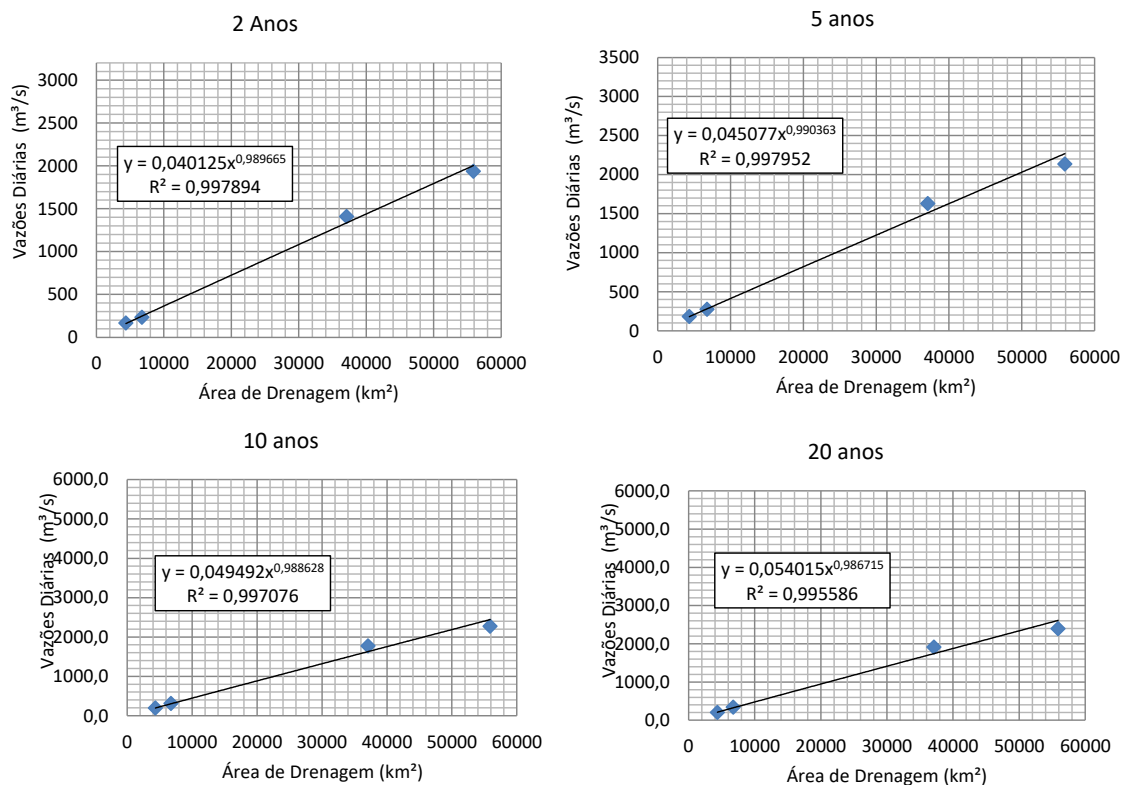 2 Anos
3000
2500
2000
1500
1000
500
0
0 10000 20000 30000 40000 50000 60000
Vazões Diárias (m³/s)
Área de Drenagem (km²)
y = 0,040125x^0,989665
R² = 0,997894
5 anos
3500
3000
2500
2000
1500
1000
500
0
0 10000 20000 30000 40000 50000 60000
Vazões Diárias (m³/s)
Área de Drenagem (km²)
y = 0,045077x^0,990363
R² = 0,997952
10 anos
6000,0
5000,0
4000,0
3000,0
2000,0
1000,0
0,0
0 10000 20000 30000 40000 50000 60000
Vazões Diárias (m³/s)
Área de Drenagem (km²)
y = 0,049492x^0,988628
R² = 0,997076
20 anos
6000,0
5000,0
4000,0
3000,0
2000,0
1000,0
0,0
0 10000 20000 30000 40000 50000 60000
Vazões Diárias (m³/s)
Área de Drenagem (km²)
y = 0,054015x^0,986715
R² = 0,995586